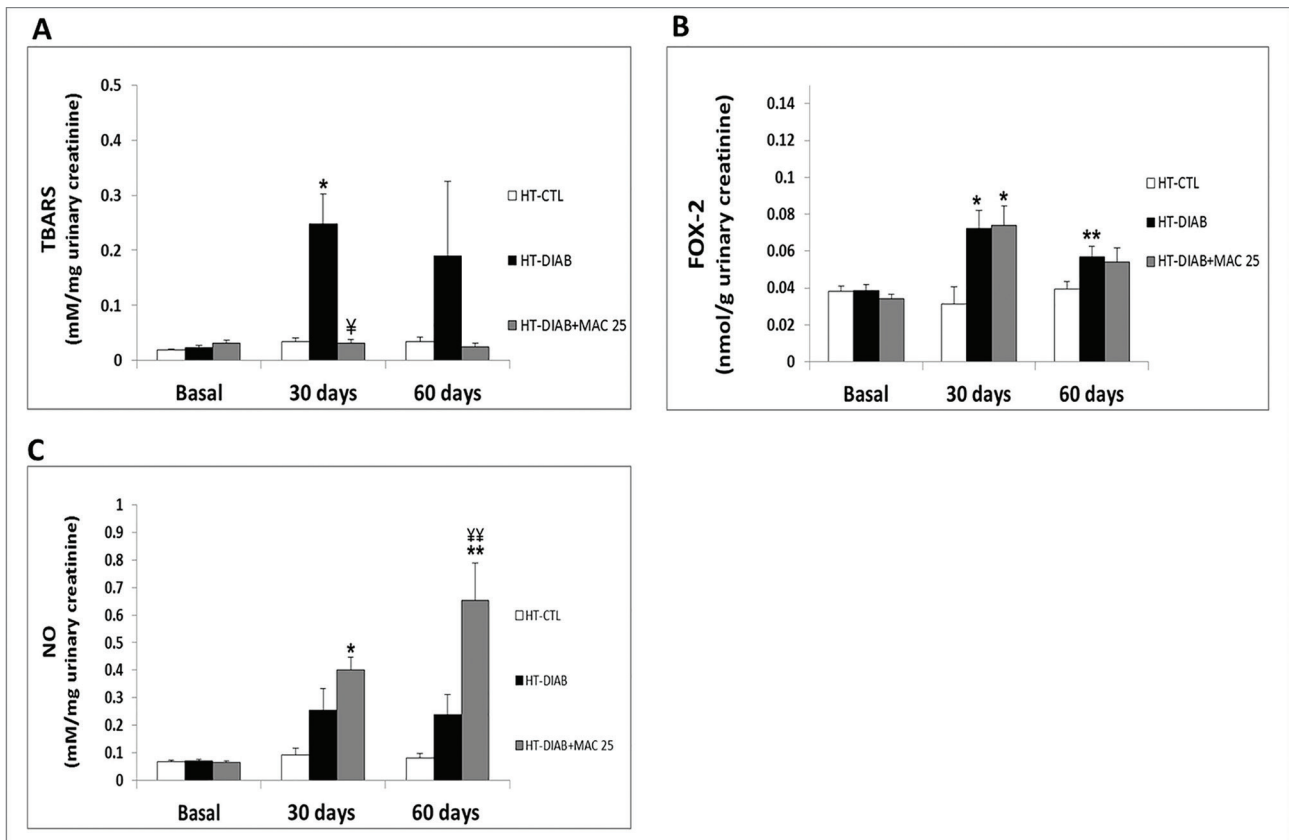 A
TBARS
(mM/mg urinary creatinine)
0.5
0.4
0.3
0.2
0.1
0
*
¥
Basal
30 days
60 days
HT-CTL
HT-DIAB
HT-DIAB+MAC 25
B
FOX-2
(nmol/g urinary creatinine)
0.14
0.12
0.1
0.08
0.06
0.04
0.02
0
*
*
**
Basal
30 days
60 days
HT-CTL
HT-DIAB
HT-DIAB+MAC 25
C
NO
(mM/mg urinary creatinine)
1
0.9
0.8
0.7
0.6
0.5
0.4
0.3
0.2
0.1
0
*
¥¥
**
Basal
30 days
60 days
HT-CTL
HT-DIAB
HT-DIAB+MAC 25